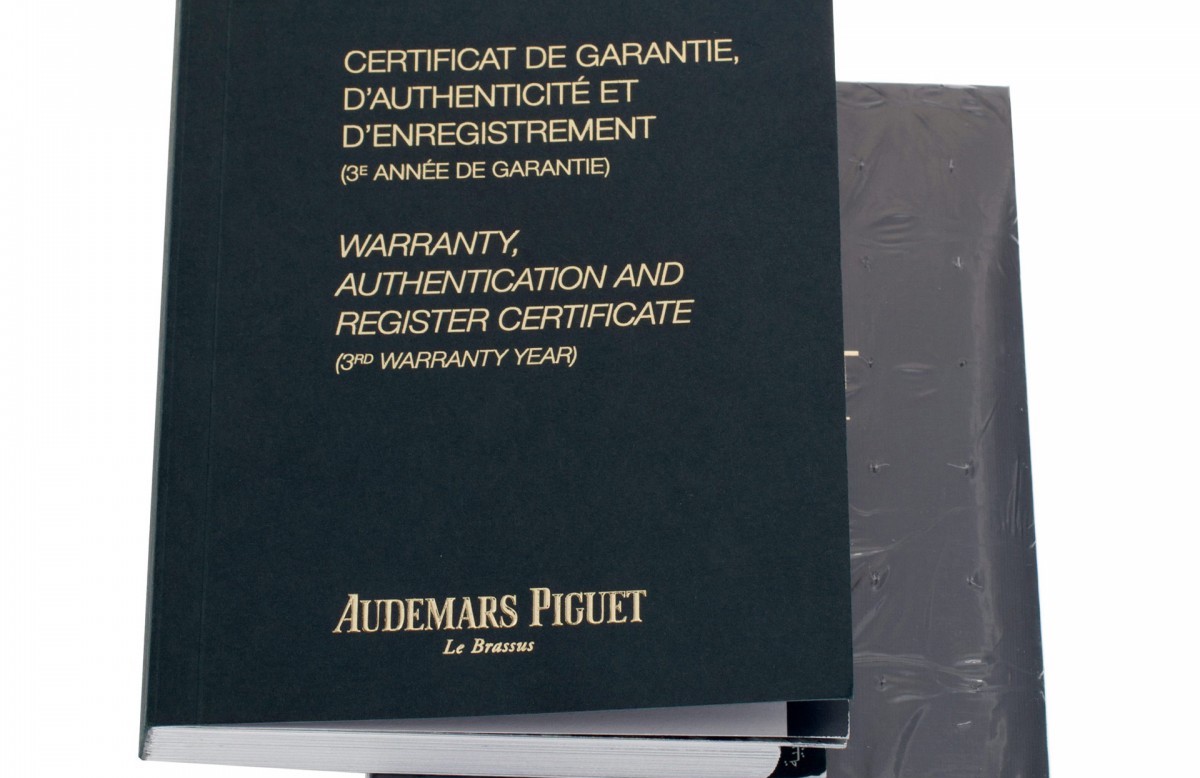 CERTIFICAT DE GARANTIE,
D'AUTHENTICITÉ ET
D'ENREGISTREMENT
(3E ANNÉE DE GARANTIE)
WARRANTY,
AUTHENTICATION AND
REGISTER CERTIFICATE
(3RD WARRANTY YEAR)
AUDEMARS PIGUET
Le Brassus